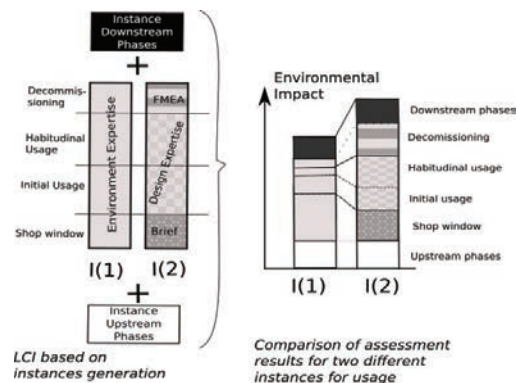 Instance
Downstream
Phases
+
Decommis-
sioning
Habitudinal
Usage
Initial Usage
Shop window
Environment Expertise
FMEA
Design Expertise
Brief
I(1) I(2)
+
Instance
Upstream
Phases
LCI based on
instances generation
Environmental
Impact
Downstream phases
Decomissioning
Habitudinal usage
Initial usage
Shop window
Upstream phases
I(1) I(2)
Comparison of assessment
results for two different
instances for usage